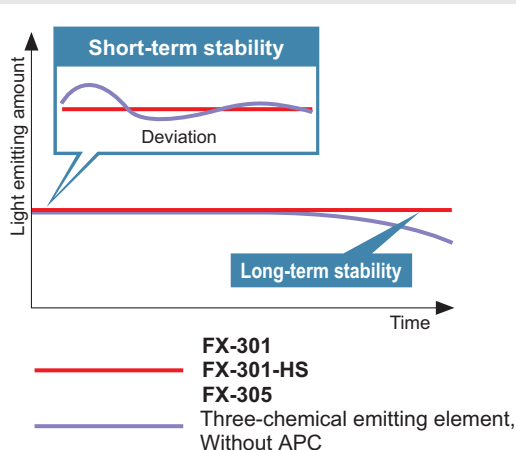 Short-term stability
Deviation
Light emitting amount
Long-term stability
Time
FX-301
FX-301-HS
FX-305
Three-chemical emitting element,
Without APC